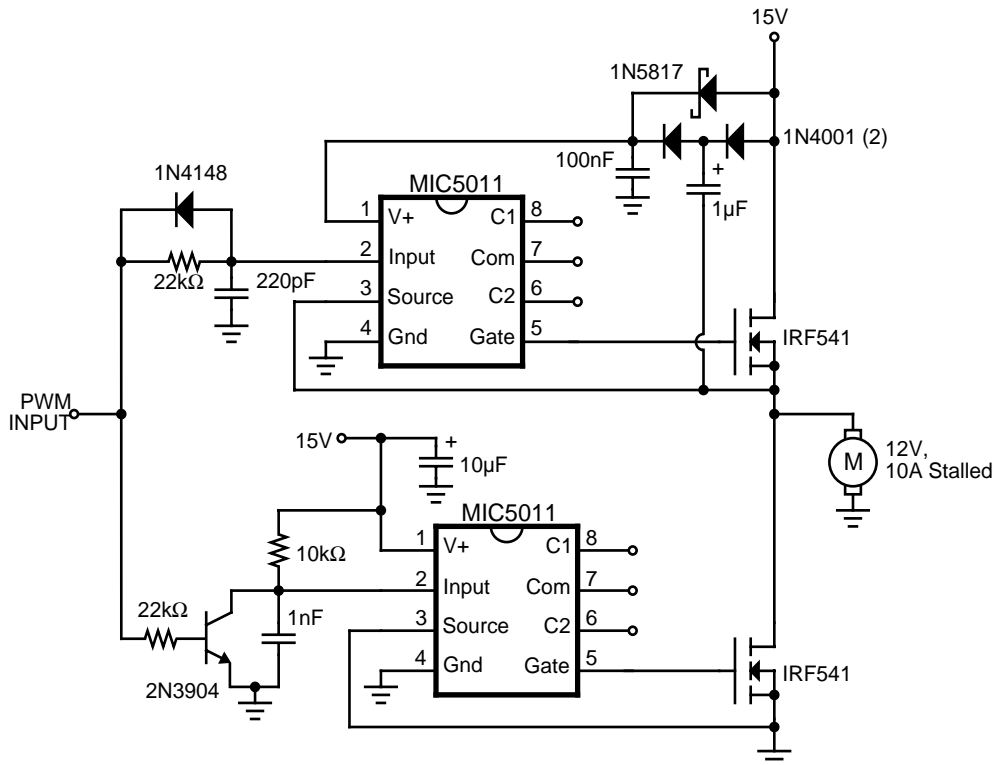 15V
1N5817
1N4001 (2)
100nF
+
1µF
1N4148
MIC5011
1 V+ C1 8
2 Input Com 7
3 Source C2 6
4 Gnd Gate 5
22kΩ
220pF
IRF541
PWM
INPUT
15V
+
10µF
M
12V,
10A Stalled
MIC5011
10kΩ
1 V+ C1 8
2 Input Com 7
3 Source C2 6
4 Gnd Gate 5
22kΩ
1nF
2N3904
IRF541